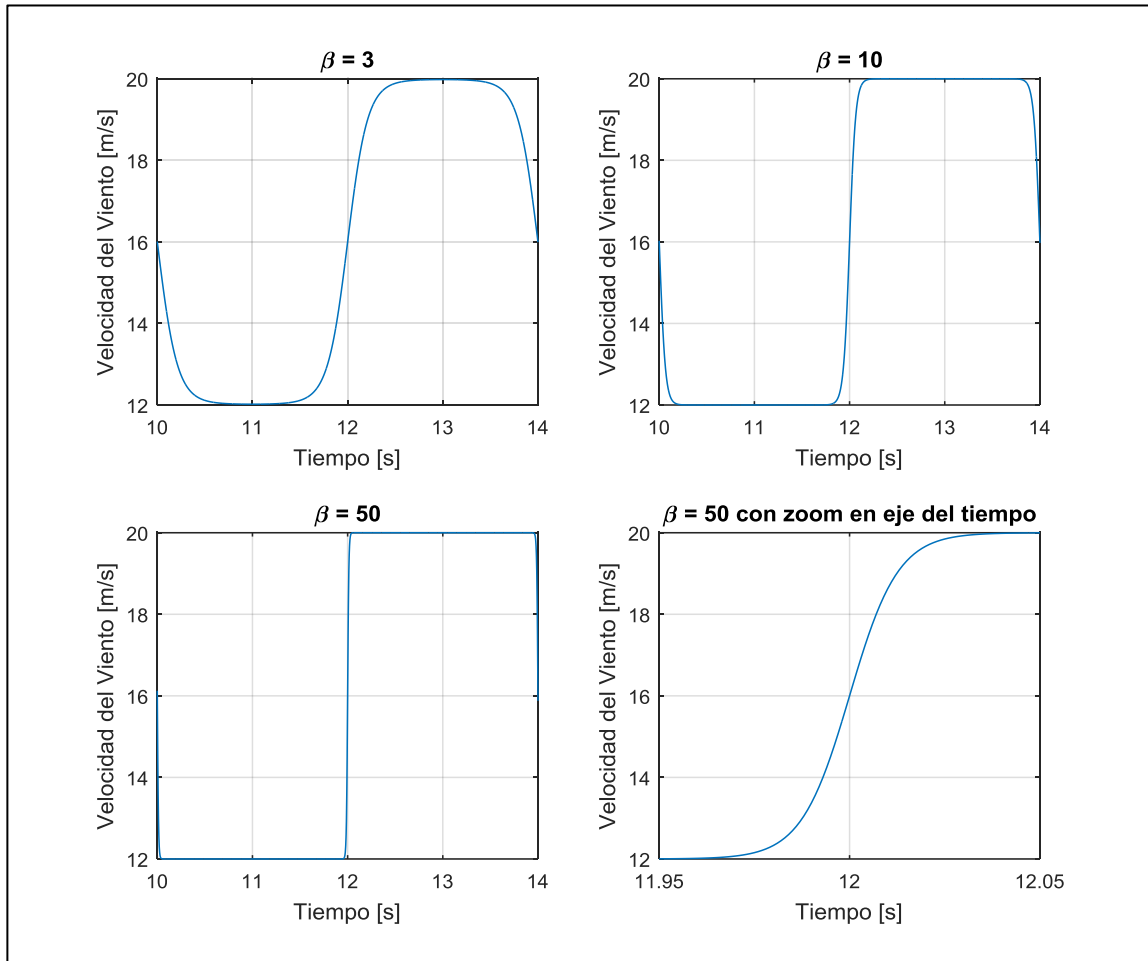 β = 3
20
18
16
14
12
Velocidad del Viento [m/s]
10 11 12 13 14
Tiempo [s]
β = 10
20
18
16
14
12
Velocidad del Viento [m/s]
10 11 12 13 14
Tiempo [s]
β = 50
20
18
16
14
12
Velocidad del Viento [m/s]
10 11 12 13 14
Tiempo [s]
β = 50 con zoom en eje del tiempo
20
18
16
14
12
Velocidad del Viento [m/s]
11.95 12 12.05
Tiempo [s]